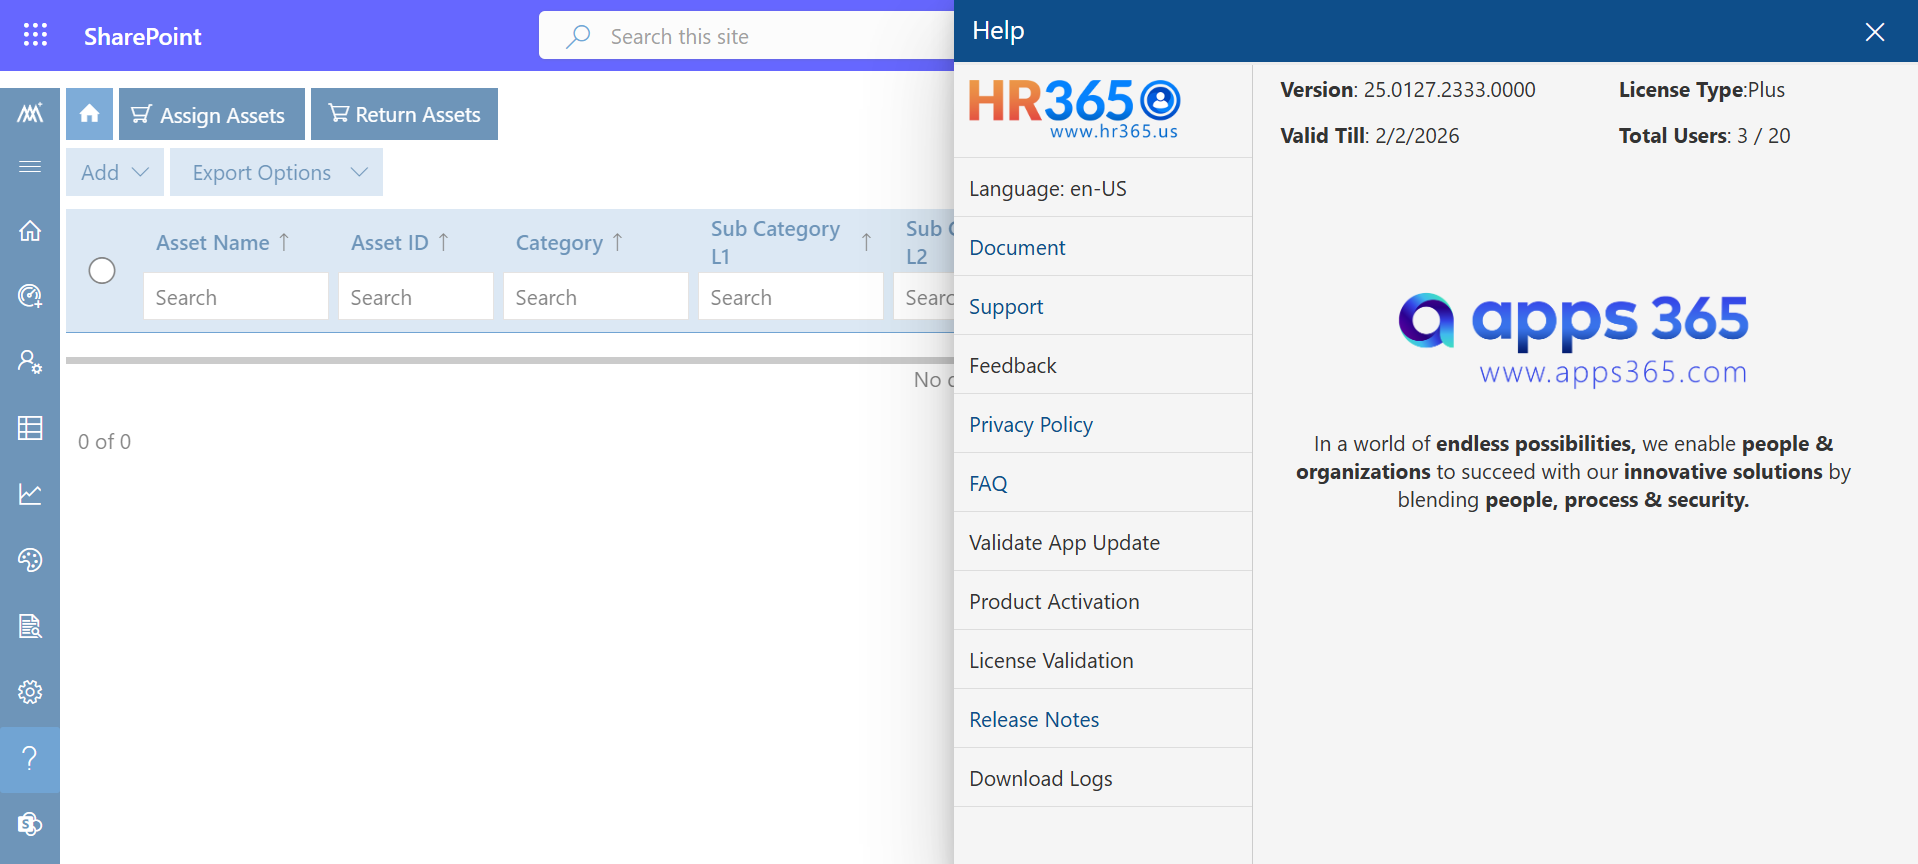 SharePoint
Search this site
Assign Assets
Return Assets
Add
Export Options
Asset Name ↑
Asset ID ↑
Category ↑
Sub Category L1 ↑
Sub
L2
Search
Search
Search
Search
No
0 of 0
Help
HR365
www.hr365.us
Language: en-US
Document
Support
Feedback
Privacy Policy
FAQ
Validate App Update
Product Activation
License Validation
Release Notes
Download Logs
Version: 25.0127.2333.0000
License Type:Plus
Valid Till: 2/2/2026
Total Users: 3 / 20
apps 365
www.apps365.com
In a world of endless possibilities, we enable people &
organizations to succeed with our innovative solutions by
blending people, process & security.